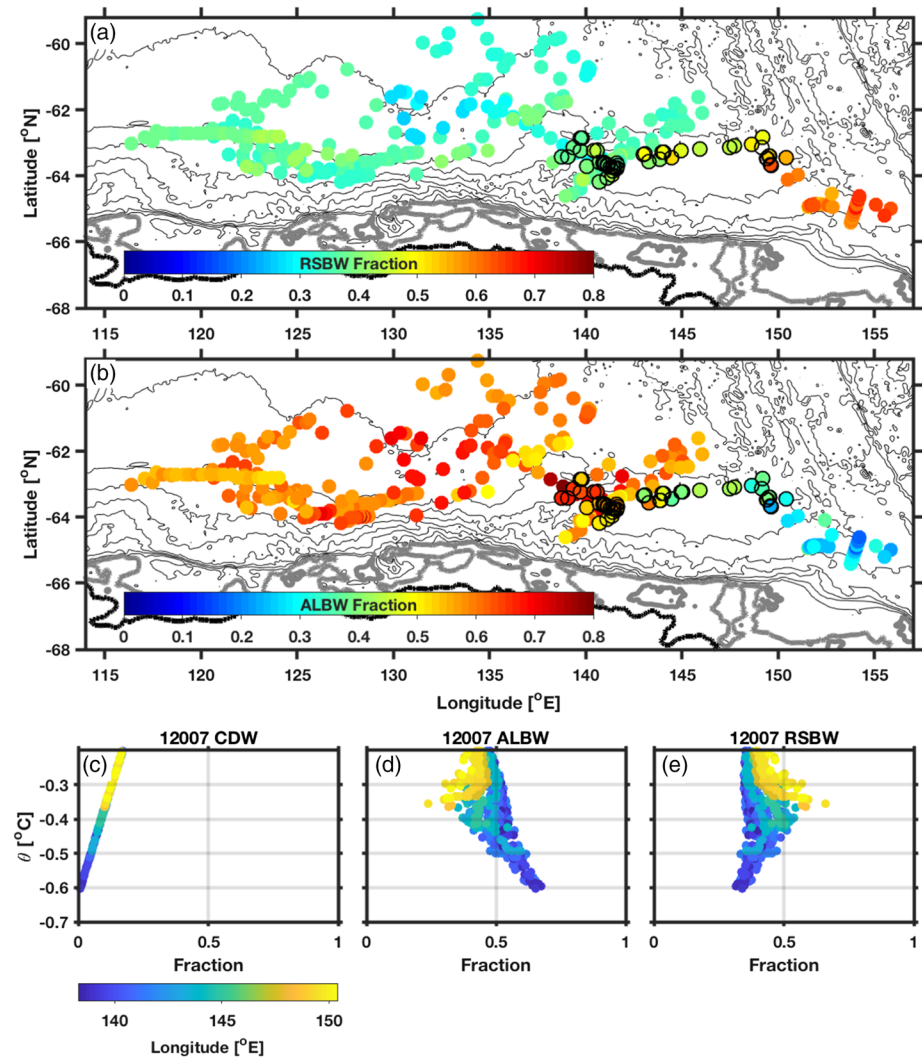 (a)
Latitude [°N]
-60
-62
-64
-66
-68
RSBW Fraction
0 0.1 0.2 0.3 0.4 0.5 0.6 0.7 0.8
115 120 125 130 135 140 145 150 155
(b)
Latitude [°N]
-60
-62
-64
-66
-68
ALBW Fraction
0 0.1 0.2 0.3 0.4 0.5 0.6 0.7 0.8
115 120 125 130 135 140 145 150 155
Longitude [°E]
12007 CDW
(c)
θ [°C]
-0.3
-0.4
-0.5
-0.6
-0.7
0 0.5 1
Fraction
12007 ALBW
(d)
0 0.5 1
Fraction
12007 RSBW
(e)
0 0.5 1
Fraction
140 145 150
Longitude [°E]